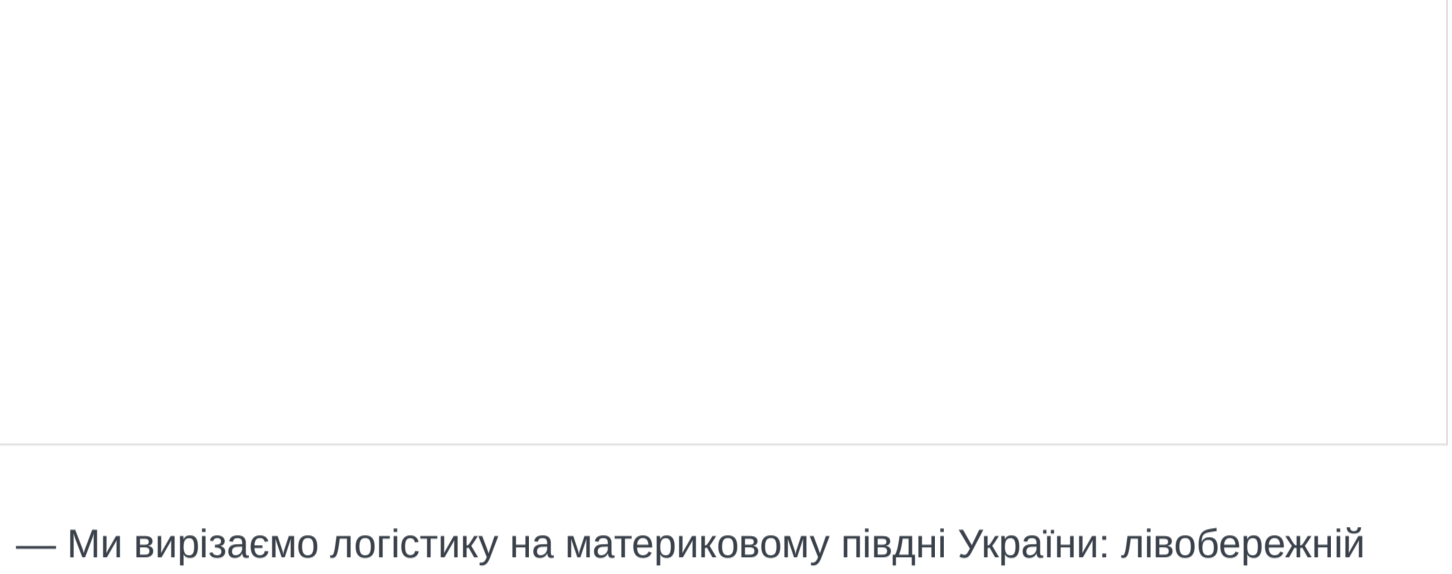 — Ми вирізаємо логістику на материковому півдні України: лівобережній